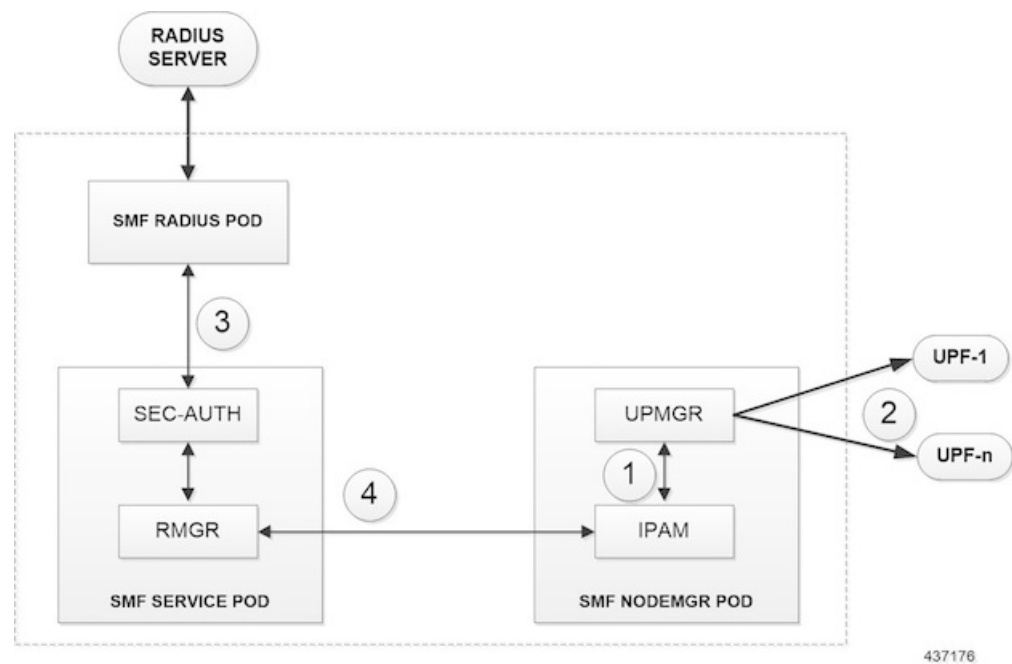 RADIUS
SERVER
SMF RADIUS POD
3
SEC-AUTH
UPMGR
UPF-1
2
UPF-n
1
4
RMGR
IPAM
SMF SERVICE POD
SMF NODEMGR POD
437176